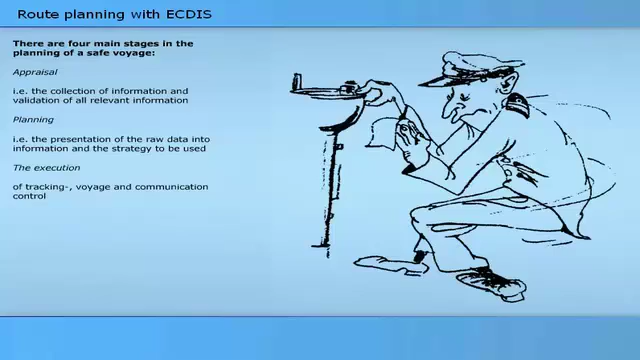 Route planning with ECDIS
There are four main stages in the
planning of a safe voyage:
Appraisal
i.e. the collection of information and
validation of all relevant information
Planning
i.e. the presentation of the raw data into
information and the strategy to be used
The execution
of tracking-, voyage and communication
control